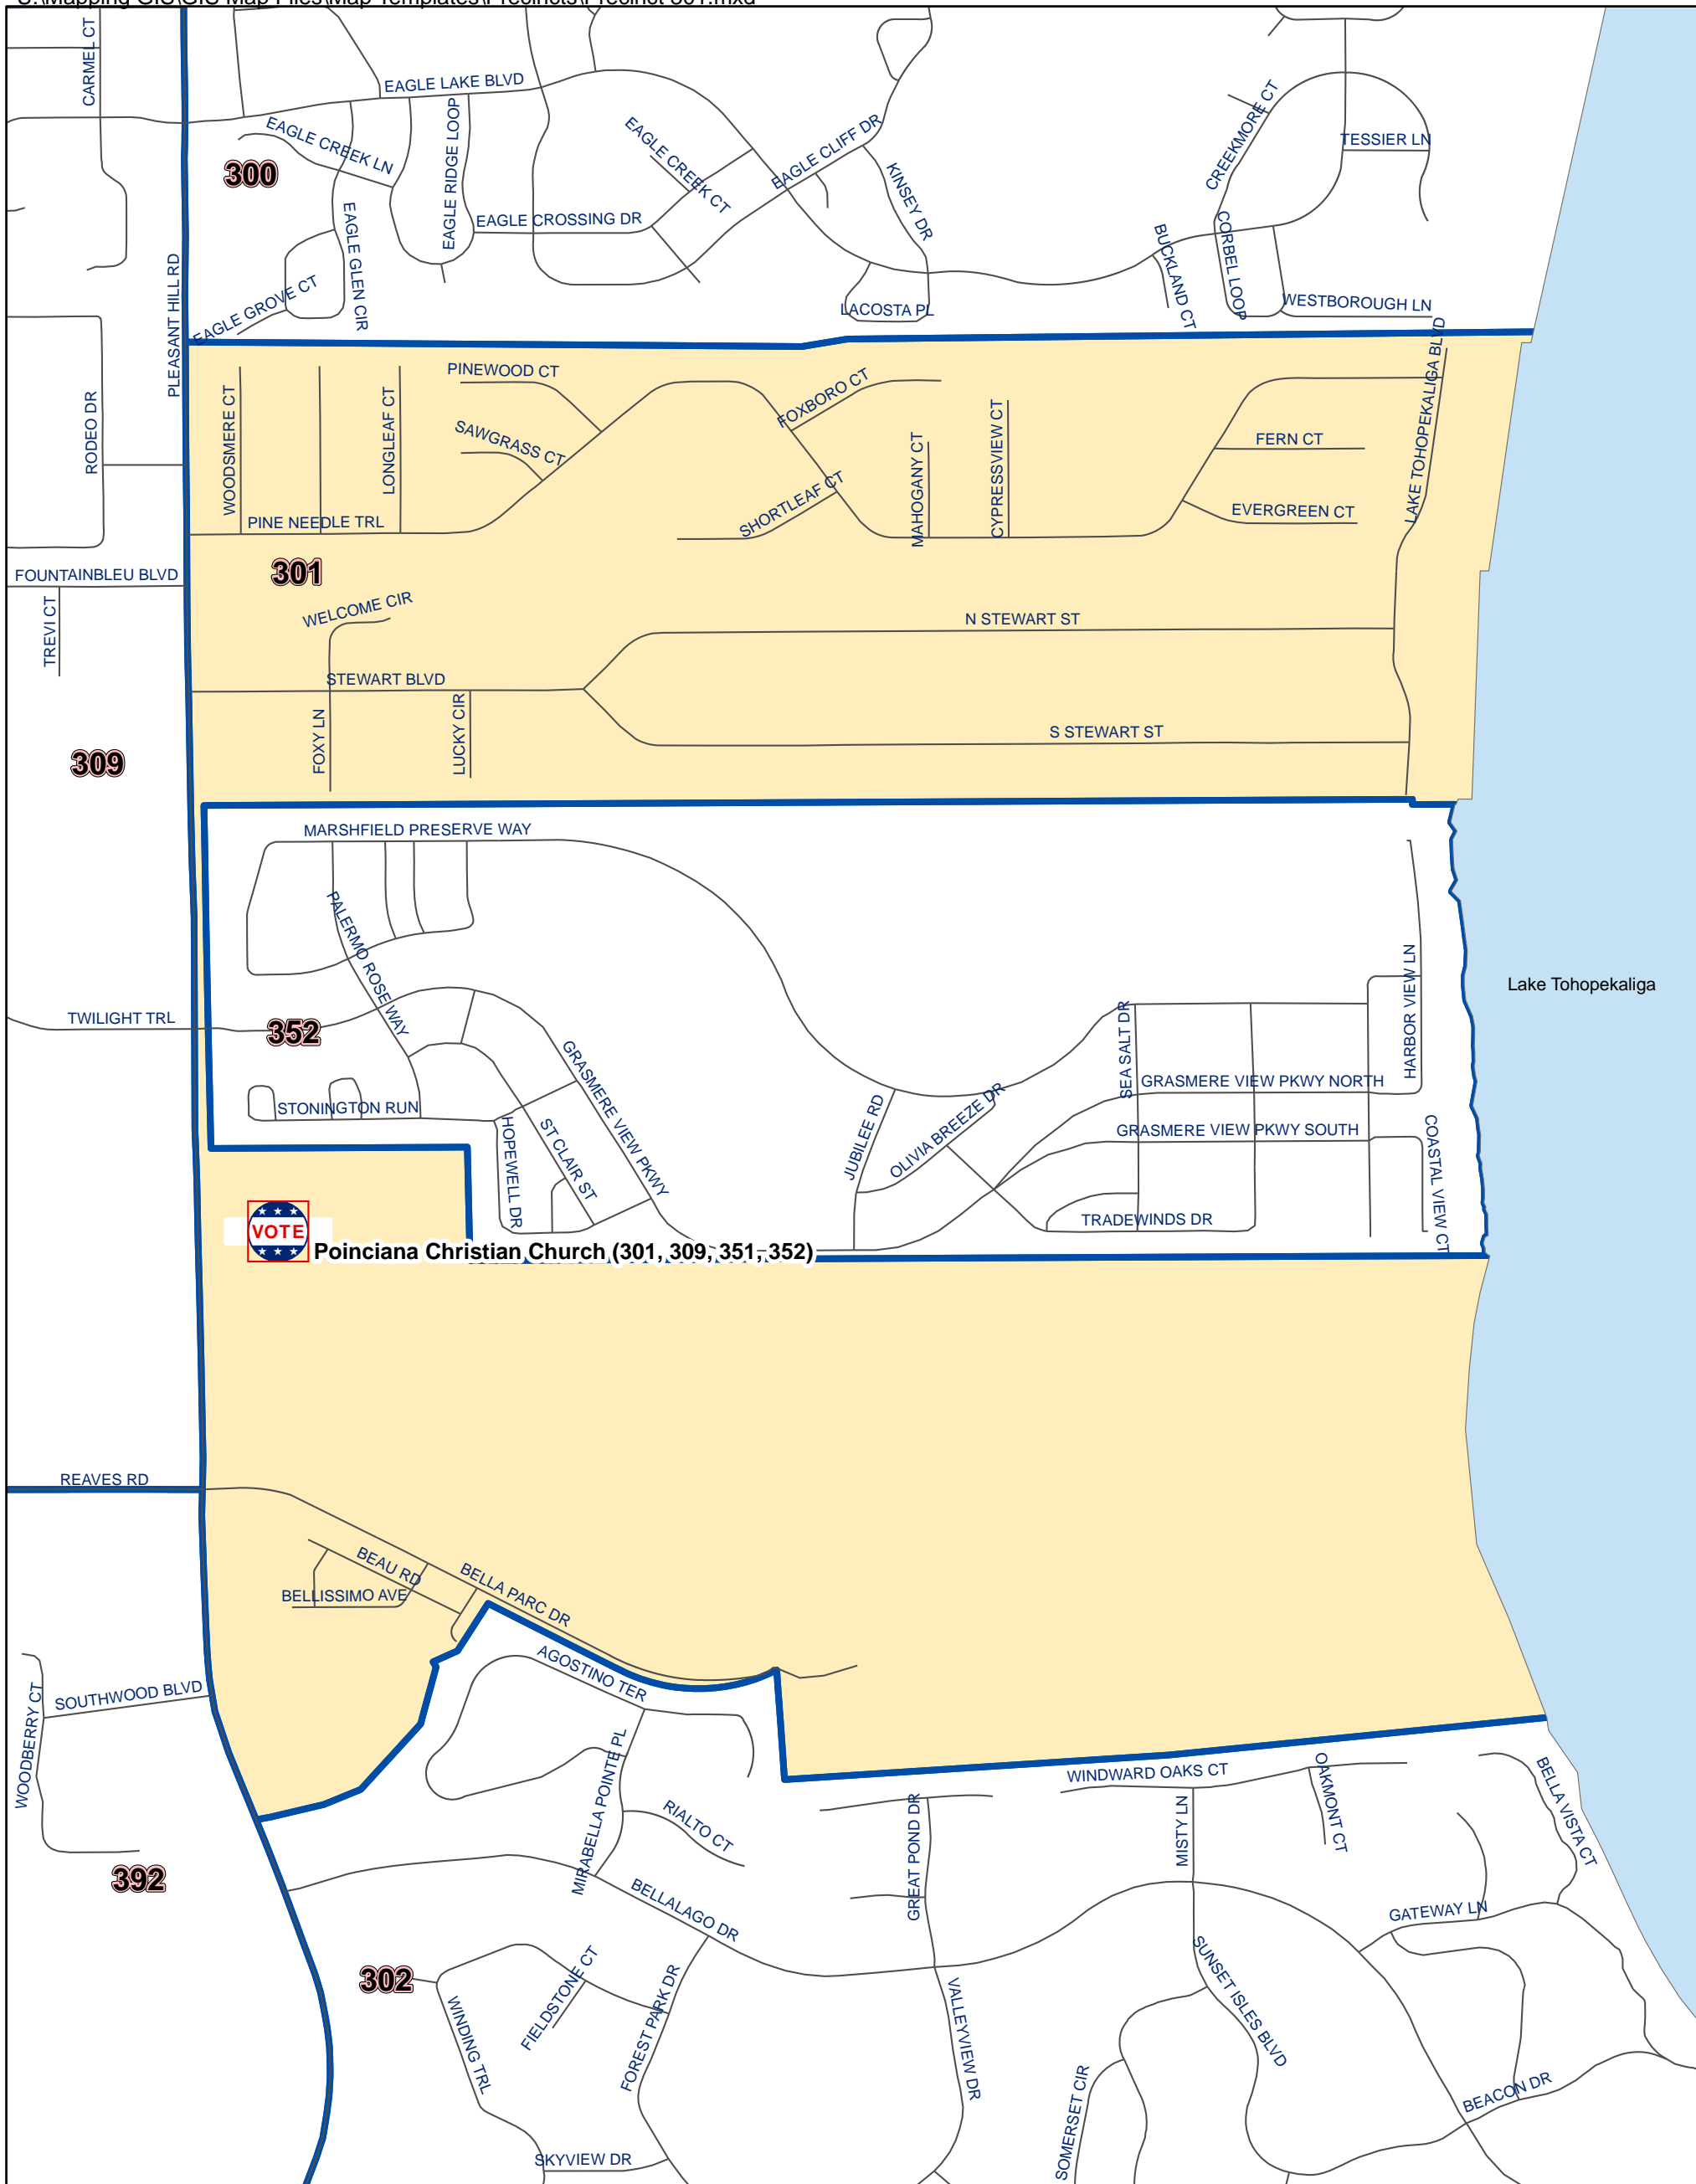 CARMEL CT
EAGLE LAKE BLVD
EAGLE CREEK LN
EAGLE RIDGE LOOP
EAGLE CREEK CT
EAGLE CLIFF DR
CREEKMORE CT
TESSIER LN
300
KINSEY DR
EAGLE GLEN CIR
EAGLE CROSSING DR
BUCKLAND CT
CORBEL LOOP
PLEASANT HILL RD
EAGLE GROVE CT
LACOSTA PL
WESTBOROUGH LN
RODEO DR
WOODSMERE CT
LONGLEAF CT
PINEWOOD CT
SAWGRASS CT
FOXBORO CT
MAHOGANY CT
CYPRESSVIEW CT
FERN CT
LAKE TOHOPEKALIGA BLVD
PINE NEEDLE TRL
SHORTLEAF CT
EVERGREEN CT
FOUNTAINBLEU BLVD
301
TREVI CT
WELCOME CIR
N STEWART ST
STEWART BLVD
FOXY LN
LUCKY CIR
S STEWART ST
309
MARSHFIELD PRESERVE WAY
PALERMO ROSE WAY
HARBOR VIEW LN
Lake Tohopekaliga
TWILIGHT TRL
352
GRASMERE VIEW PKWY
SEA SALT DR
GRASMERE VIEW PKWY NORTH
STONINGTON RUN
HOPEWELL DR
ST CLAIR ST
JUBILEE RD
OLIVIA BREEZE DR
GRASMERE VIEW PKWY SOUTH
COASTAL VIEW CT
TRADEWINDS DR
VOTE
Poinciana Christian Church (301, 309, 351, 352)
REAVES RD
BEAU RD
BELLA PARC DR
BELLISSIMO AVE
AGOSTINO TER
WOODBERRY CT
SOUTHWOOD BLVD
MIRABELLA POINTE PL
RIALTO CT
GREAT POND DR
WINDWARD OAKS CT
MISTY LN
OAKMONT CT
BELLA VISTA CT
392
BELLALAGO DR
GATEWAY LN
302
WINDING TRL
FIELDSTONE CT
FOREST PARK DR
VALLEYVIEW DR
SUNSET ISLES BLVD
SOMERSET CIR
BEACON DR
SKYVIEW DR